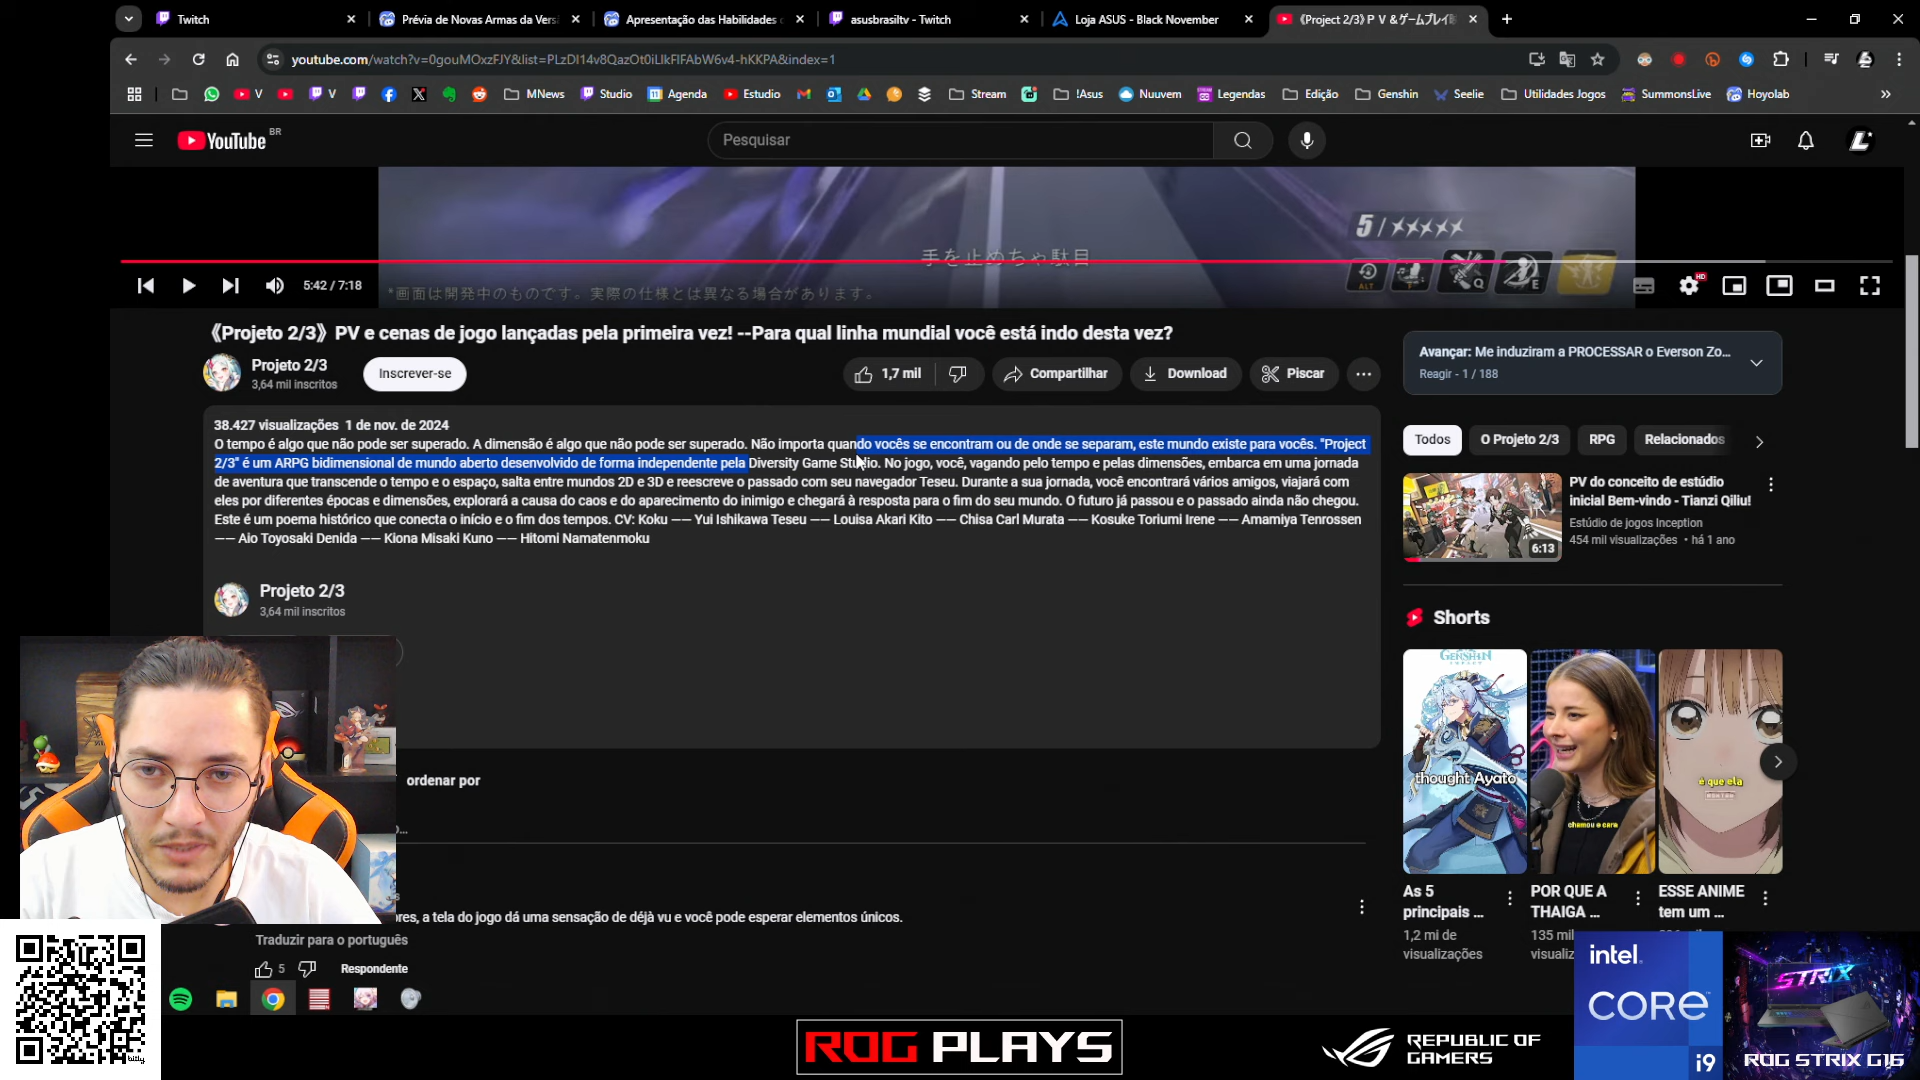 Twitch
Prévia de Novas Armas da Vers
Apresentação das Habilidades
asusbrasiltv - Twitch
Loja ASUS - Black November
《Project 2/3》ＰＶ＆ゲームプレイ
youtube.com/watch?v=0gouMOxzFJY&list=PLzDI14v8QazOt0iLIkFlFAbW6v4-hKKPA&index=1
V
V
MNews
Studio
Agenda
Estudio
Stream
!Asus
Nuuvem
Legendas
Edição
Genshin
Seelie
Utilidades Jogos
SummonsLive
Hoyolab
YouTube BR
Pesquisar
5/
手を止めちゃ駄目
ALT
Q
E
5:42 / 7:18
*画面は開発中のものです。実際の仕様とは異なる場合があります。
HD
《Projeto 2/3》 PV e cenas de jogo lançadas pela primeira vez! --Para qual linha mundial você está indo desta vez?
Projeto 2/3
3,64 mil inscritos
Inscrever-se
1,7 mil
Compartilhar
Download
Piscar
38.427 visualizações 1 de nov. de 2024
O tempo é algo que não pode ser superado. A dimensão é algo que não pode ser superado. Não importa quando vocês se encontram ou de onde se separam, este mundo existe para vocês. "Project
2/3" é um ARPG bidimensional de mundo aberto desenvolvido de forma independente pela Diversity Game Studio. No jogo, você, vagando pelo tempo e pelas dimensões, embarca em uma jornada
de aventura que transcende o tempo e o espaço, salta entre mundos 2D e 3D e reescreve o passado com seu navegador Teseu. Durante a sua jornada, você encontrará vários amigos, viajará com
eles por diferentes épocas e dimensões, explorará a causa do caos e do aparecimento do inimigo e chegará à resposta para o fim do seu mundo. O futuro já passou e o passado ainda não chegou.
Este é um poema histórico que conecta o início e o fim dos tempos. CV: Koku —— Yui Ishikawa Teseu —— Louisa Akari Kito —— Chisa Carl Murata —— Kosuke Toriumi Irene —— Amamiya Tenrossen
—— Aio Toyosaki Denida —— Kiona Misaki Kuno —— Hitomi Namatenmoku
Projeto 2/3
3,64 mil inscritos
ordenar por
ores, a tela do jogo dá uma sensação de déjà vu e você pode esperar elementos únicos.
Traduzir para o português
5
Respondente
Avançar: Me induziram a PROCESSAR o Everson Zo...
Reagir - 1 / 188
Todos
O Projeto 2/3
RPG
Relacionados
PV do conceito de estúdio
inicial Bem-vindo - Tianzi Qiliu!
Estúdio de jogos Inception
454 mil visualizações • há 1 ano
6:13
Shorts
GENSHIN
thought Ayato
chamou o cara
é que ela
As 5
principais ...
1,2 mi de
visualizações
POR QUE A
THAIGA ...
135 mil
visualiz
ESSE ANIME
tem um ...
bitly
ROG PLAYS
REPUBLIC OF
GAMERS
intel.
CORE
i9
STRIX
ROG STRIX G16